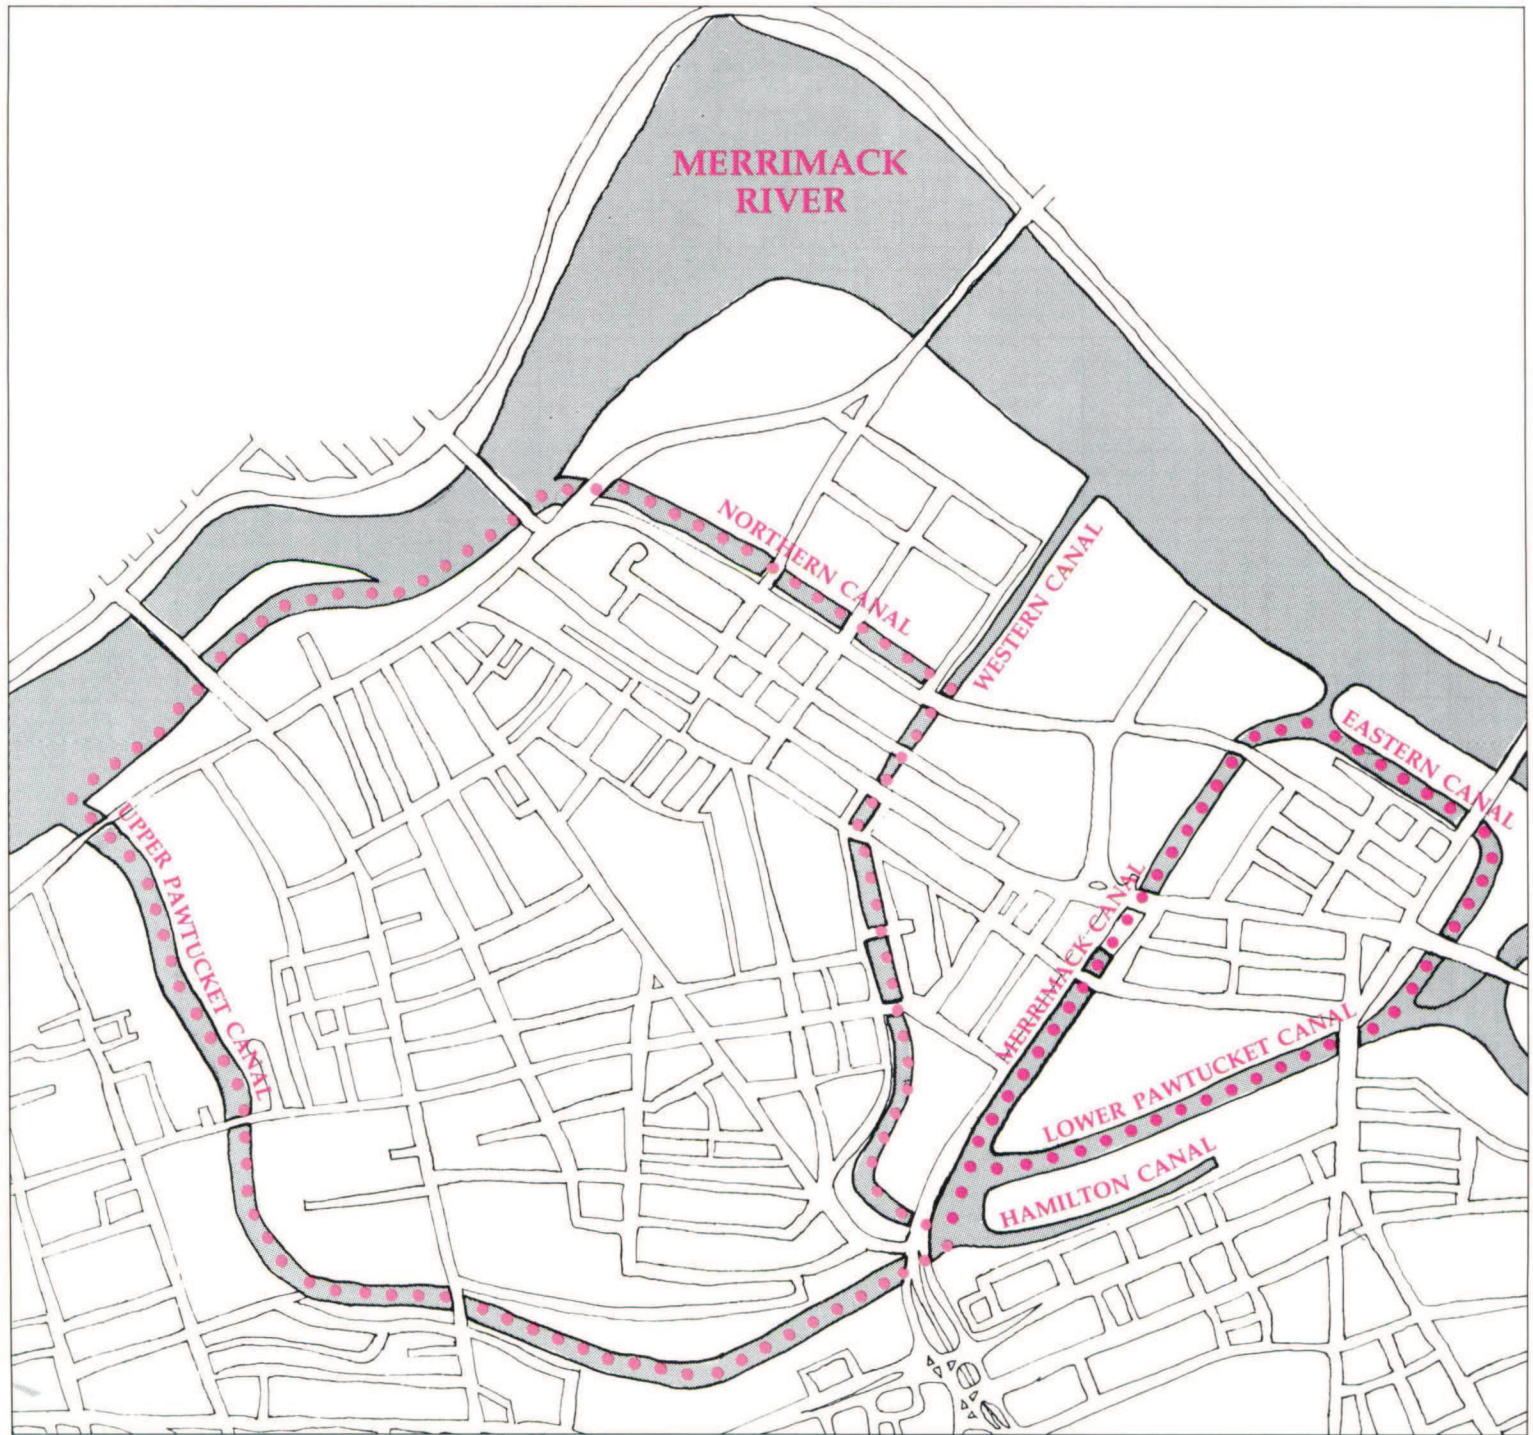 MERRIMACK
RIVER
NORTHERN CANAL
WESTERN CANAL
EASTERN CANAL
UPPER PAWTUCKET CANAL
MERRIMACK CANAL
LOWER PAWTUCKET CANAL
HAMILTON CANAL